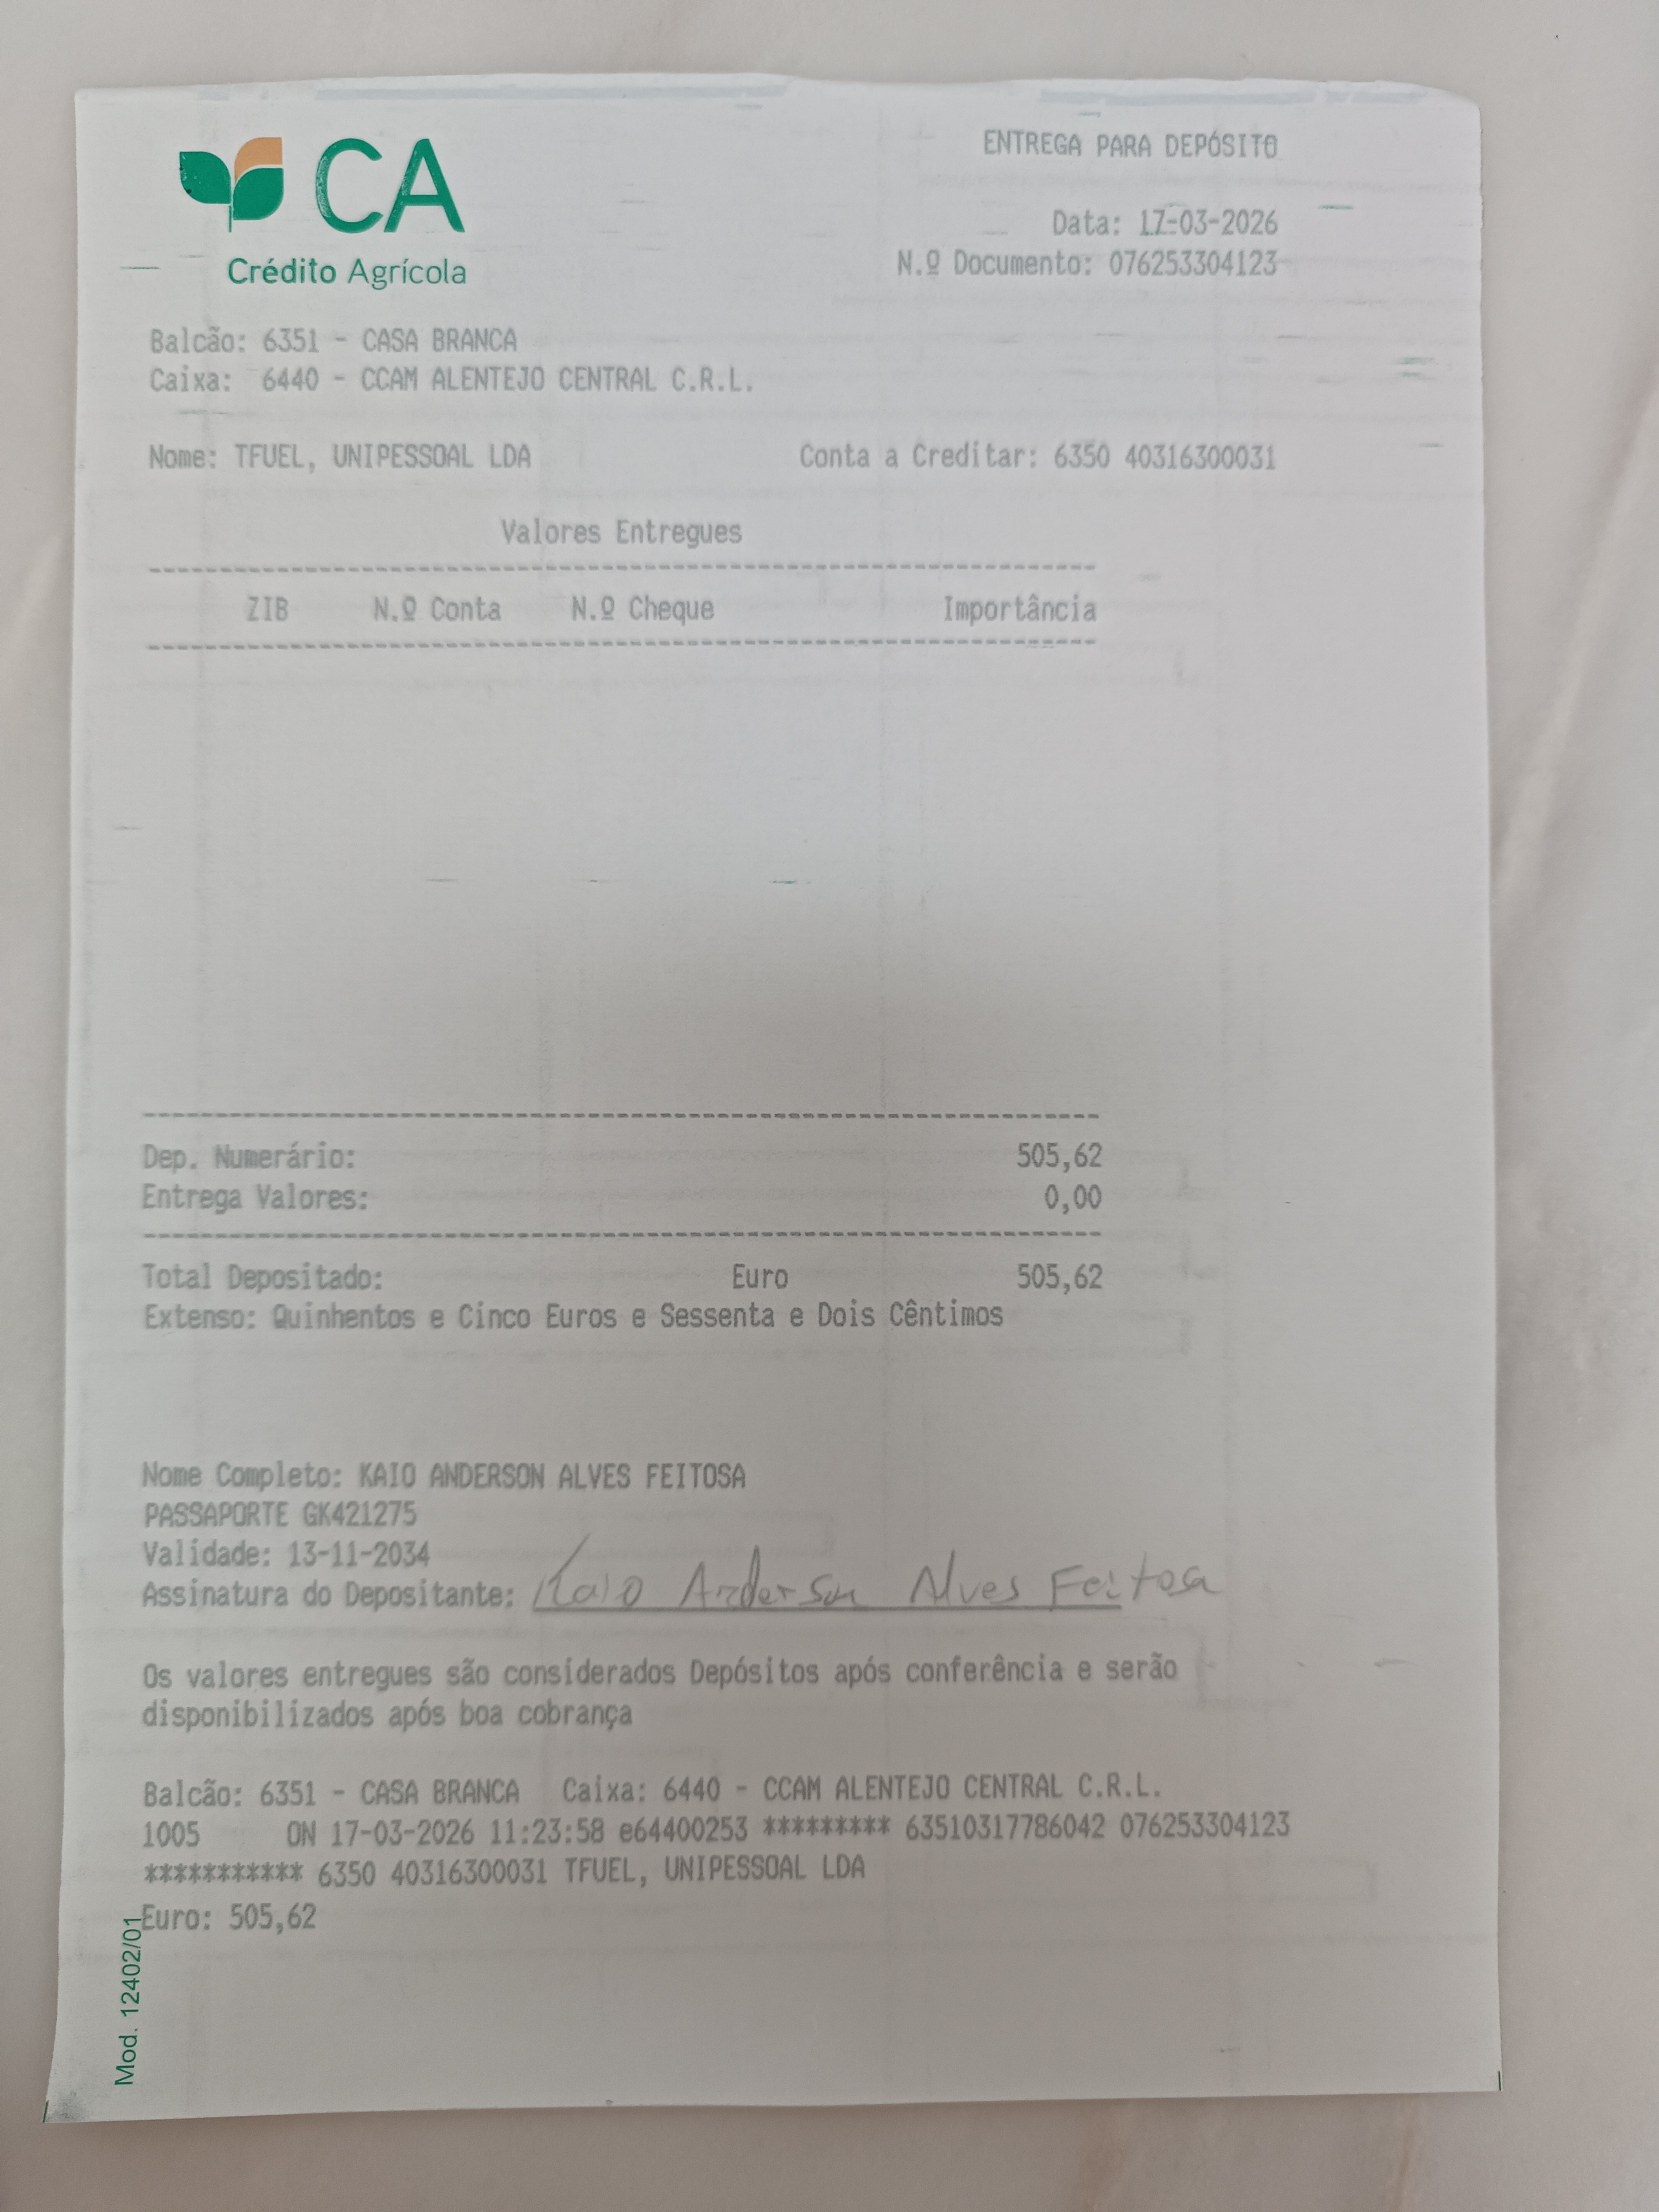 CA
Crédito Agrícola
ENTREGA PARA DEPÓSITO
Data: 17-03-2026
N.º Documento: 076253304123
Balcão: 6351 - CASA BRANCA
Caixa: 6440 - CCAM ALENTEJO CENTRAL C.R.L.
Nome: TFUEL, UNIPESSOAL LDA Conta a Creditar: 6350 40316300031
Valores Entregues
ZIB N.º Conta N.º Cheque Importância
Dep. Numerário: 505,62
Entrega Valores: 0,00
Total Depositado: Euro 505,62
Extenso: Quinhentos e Cinco Euros e Sessenta e Dois Cêntimos
Nome Completo: KAIO ANDERSON ALVES FEITOSA
PASSAPORTE GK421275
Validade: 13-11-2034
Assinatura do Depositante: Kaio Anderson Alves Feitosa
Os valores entregues são considerados Depósitos após conferência e serão
disponibilizados após boa cobrança
Balcão: 6351 - CASA BRANCA Caixa: 6440 - CCAM ALENTEJO CENTRAL C.R.L.
1005 ON 17-03-2026 11:23:58 e64400253 ********* 63510317786042 076253304123
*********** 6350 40316300031 TFUEL, UNIPESSOAL LDA
Euro: 505,62
Mod. 12402/01